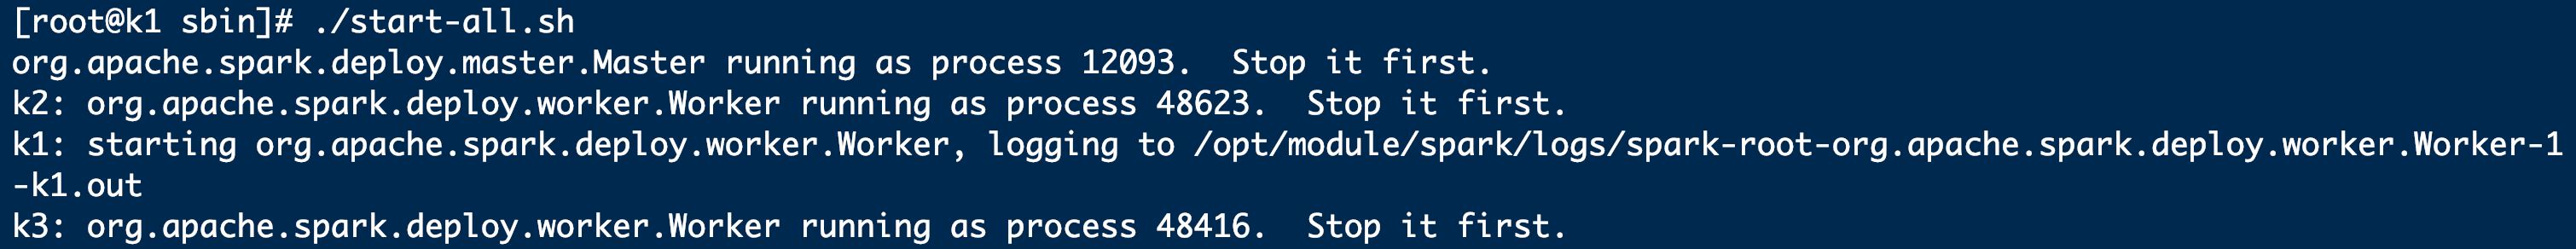 [root@k1 sbin]# ./start-all.sh
org.apache.spark.deploy.master.Master running as process 12093.  Stop it first.
k2: org.apache.spark.deploy.worker.Worker running as process 48623.  Stop it first.
k1: starting org.apache.spark.deploy.worker.Worker, logging to /opt/module/spark/logs/spark-root-org.apache.spark.deploy.worker.Worker-1
-k1.out
k3: org.apache.spark.deploy.worker.Worker running as process 48416.  Stop it first.